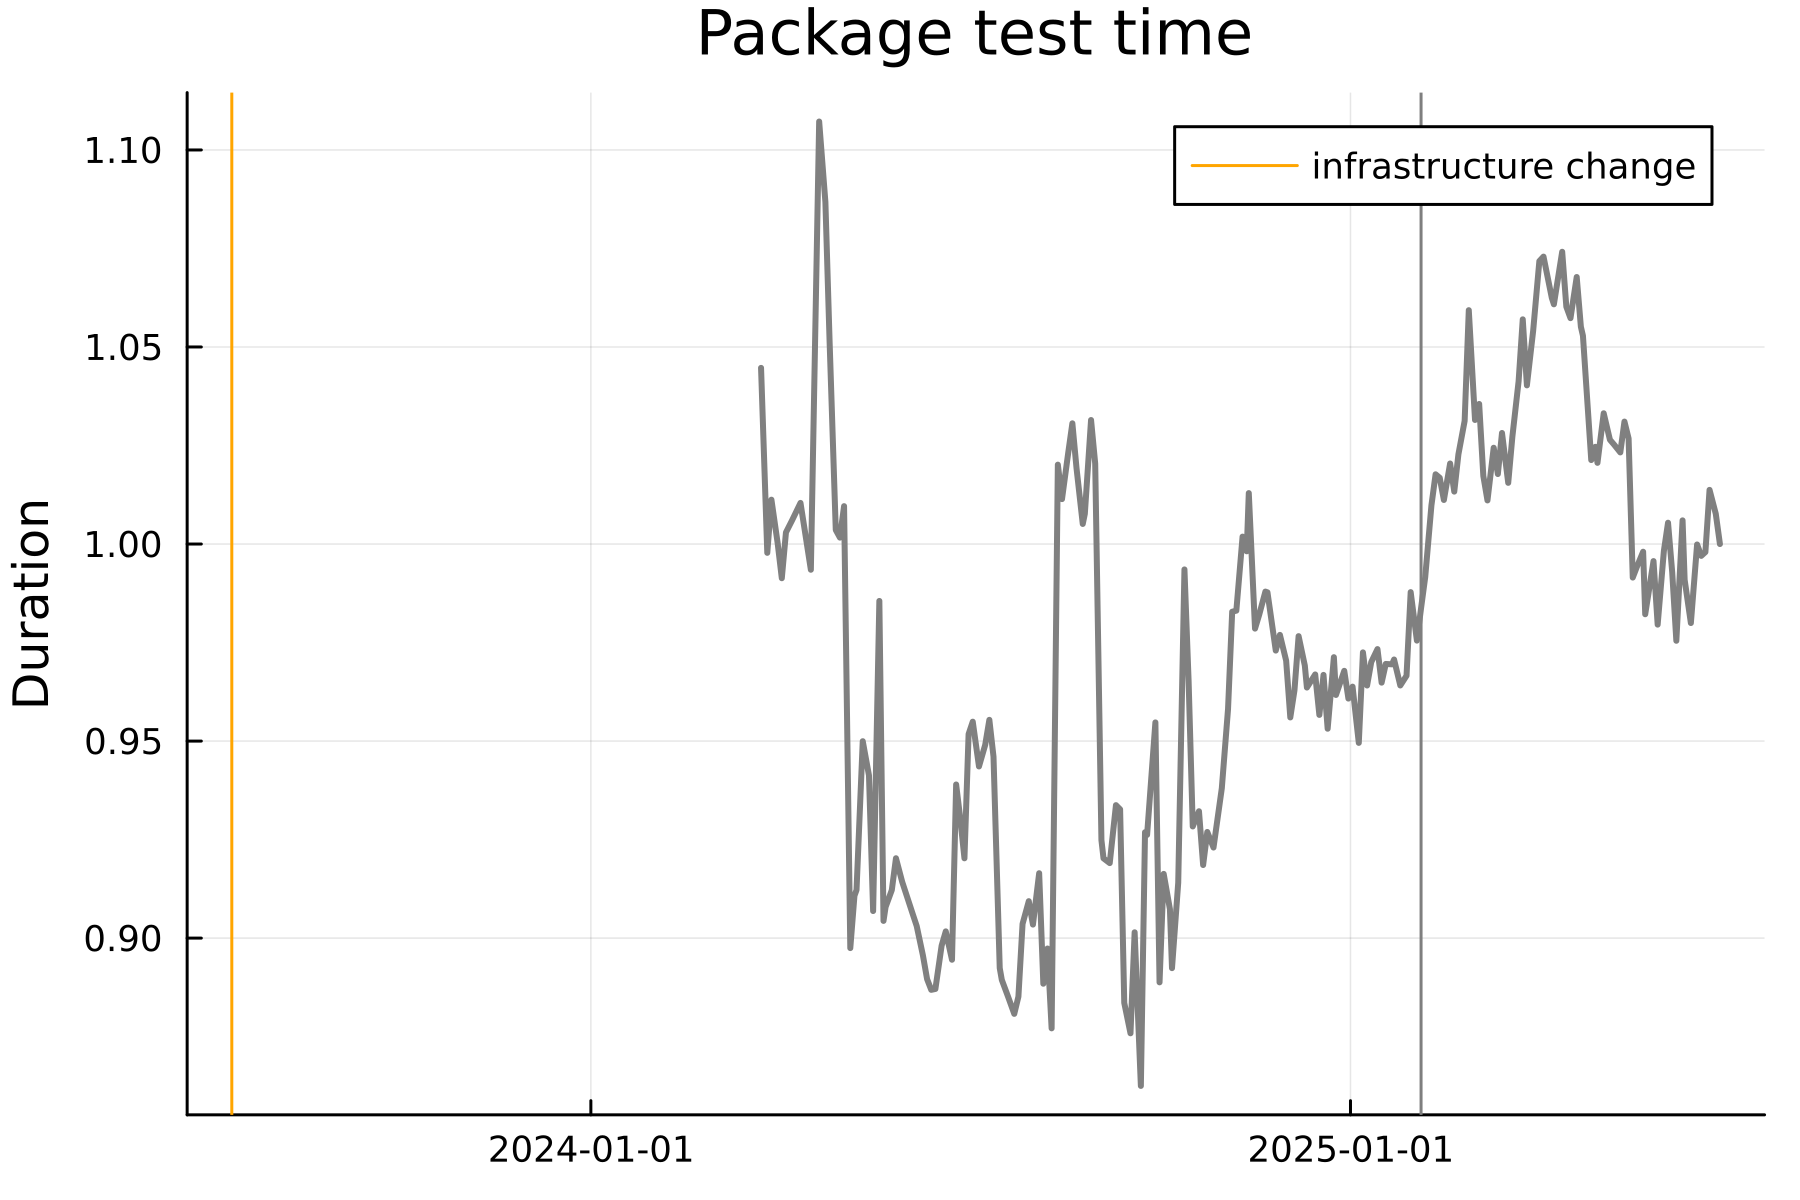 Package test time
infrastructure change
Duration
1.10
1.05
1.00
0.95
0.90
2024-01-01
2025-01-01